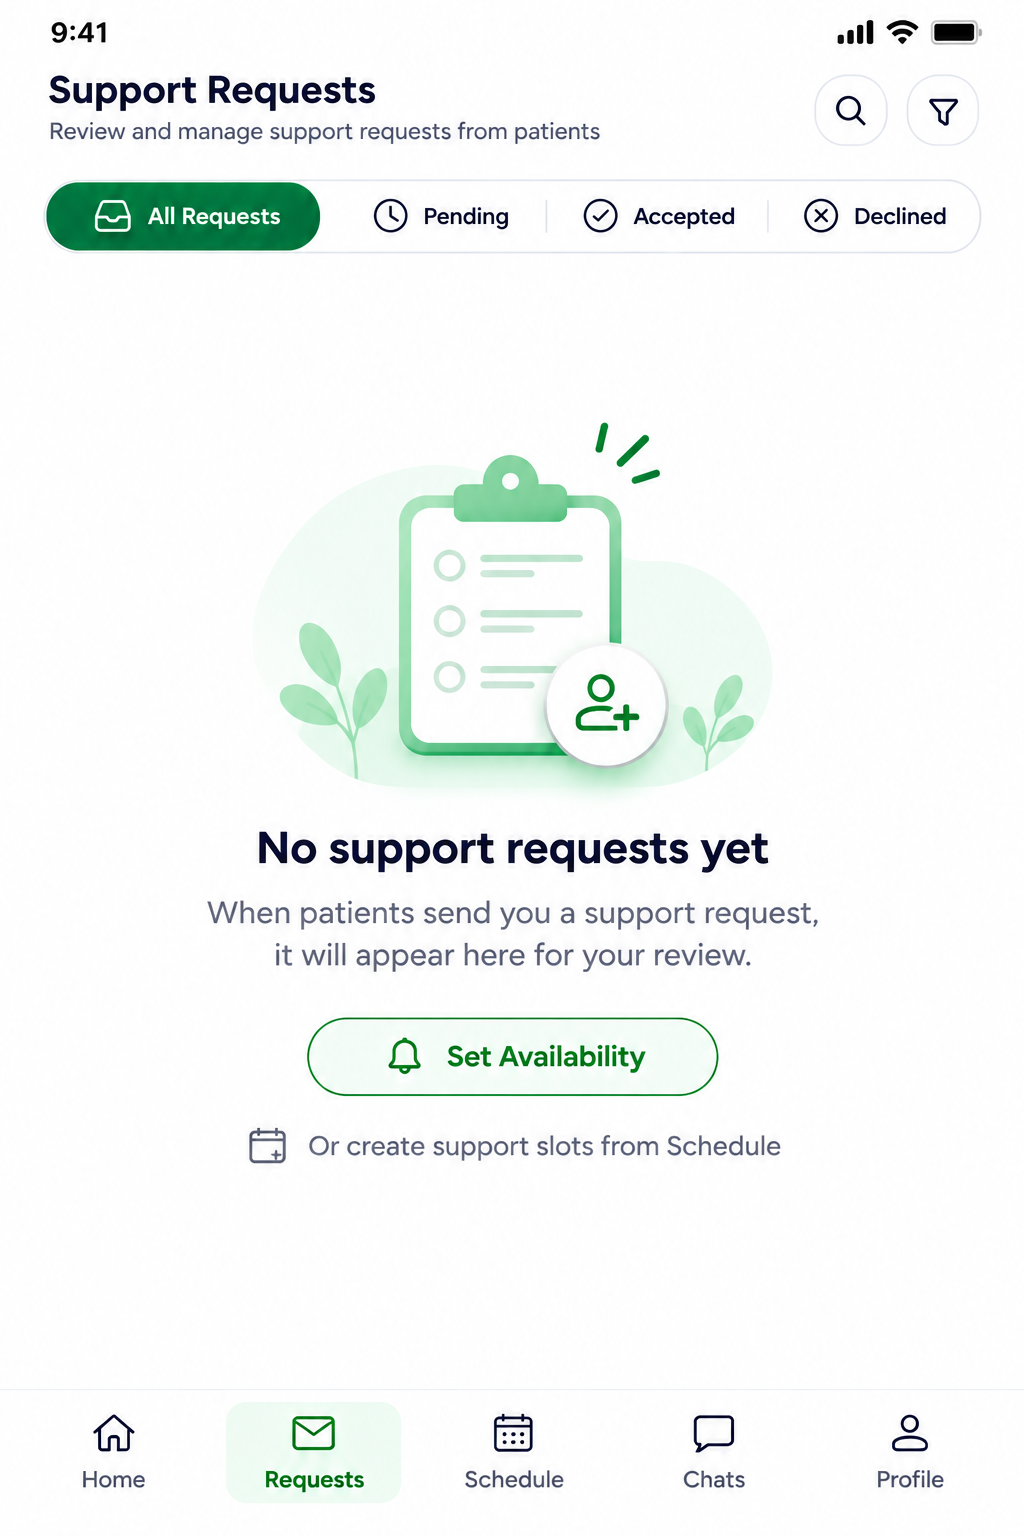 9:41
Support Requests
Review and manage support requests from patients
All Requests
Pending
Accepted
Declined
No support requests yet
When patients send you a support request,
it will appear here for your review.
Set Availability
Or create support slots from Schedule
Home
Requests
Schedule
Chats
Profile